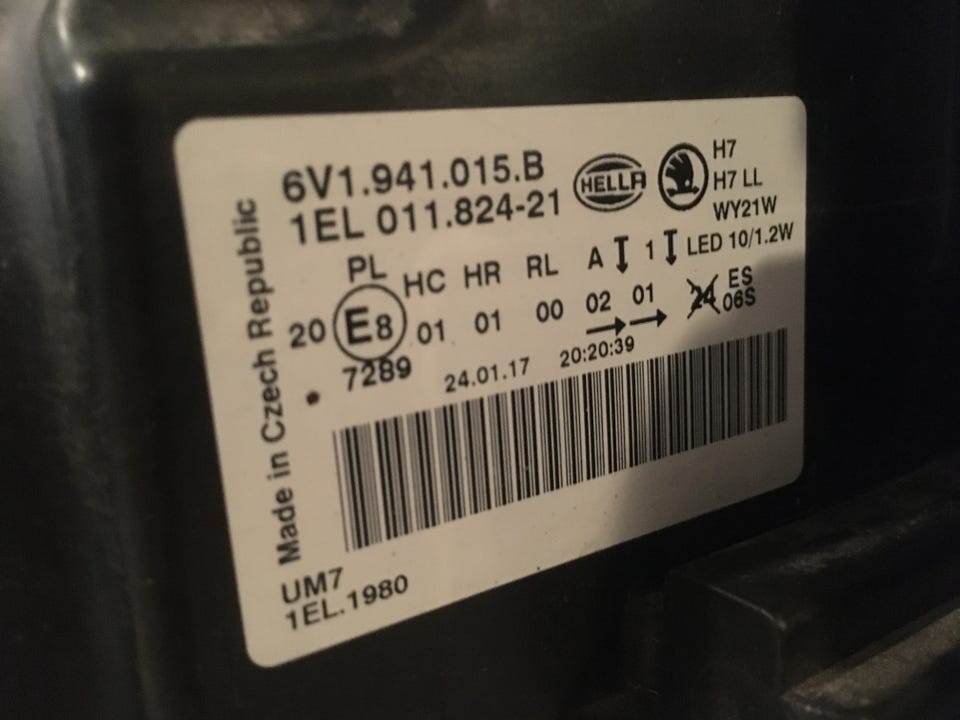 Made in Czech Republic
6V1.941.015.B
1EL 011.824-21
HELLA
H7
H7 LL
WY21W
LED 10/1.2W
PL HC HR RL A 1
20 E8 01 01 00 02 01 24 ES
06S
7289 24.01.17 20:20:39
UM7
1EL.1980